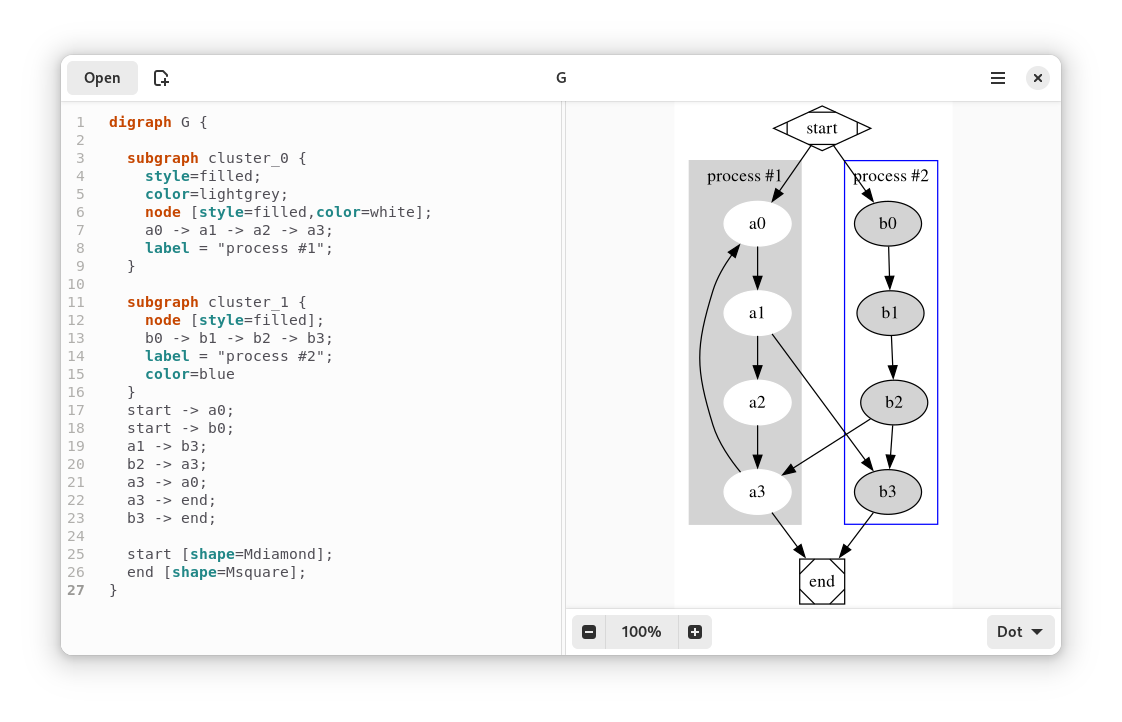 Open
G
1 digraph G {
2
3   subgraph cluster_0 {
4     style=filled;
5     color=lightgrey;
6     node [style=filled,color=white];
7     a0 -> a1 -> a2 -> a3;
8     label = "process #1";
9   }
10
11   subgraph cluster_1 {
12     node [style=filled];
13     b0 -> b1 -> b2 -> b3;
14     label = "process #2";
15     color=blue
16   }
17   start -> a0;
18   start -> b0;
19   a1 -> b3;
20   b2 -> a3;
21   a3 -> a0;
22   a3 -> end;
23   b3 -> end;
24
25   start [shape=Mdiamond];
26   end [shape=Msquare];
27 }
start
process #1
process #2
a0
b0
a1
b1
a2
b2
a3
b3
end
100%
Dot